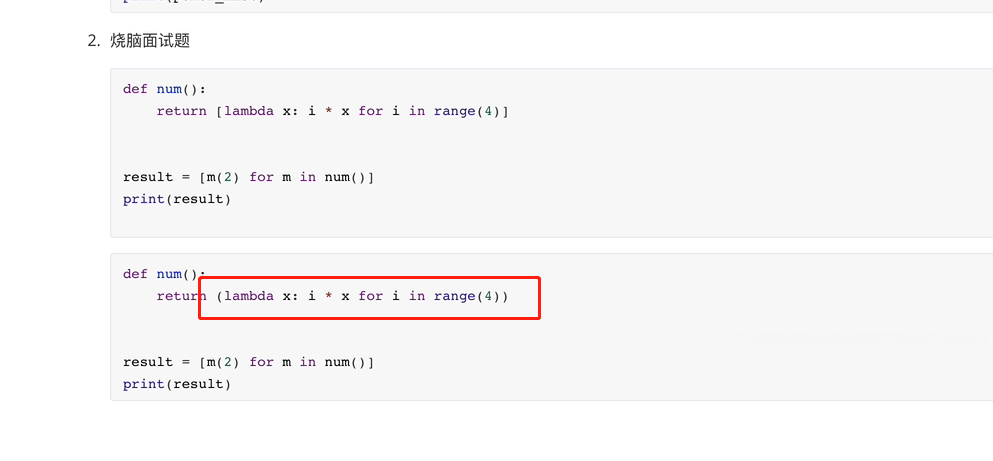 2. 烧脑面试题
def num():
    return [lambda x: i * x for i in range(4)]
result = [m(2) for m in num()]
print(result)
def num():
    return (lambda x: i * x for i in range(4))
result = [m(2) for m in num()]
print(result)